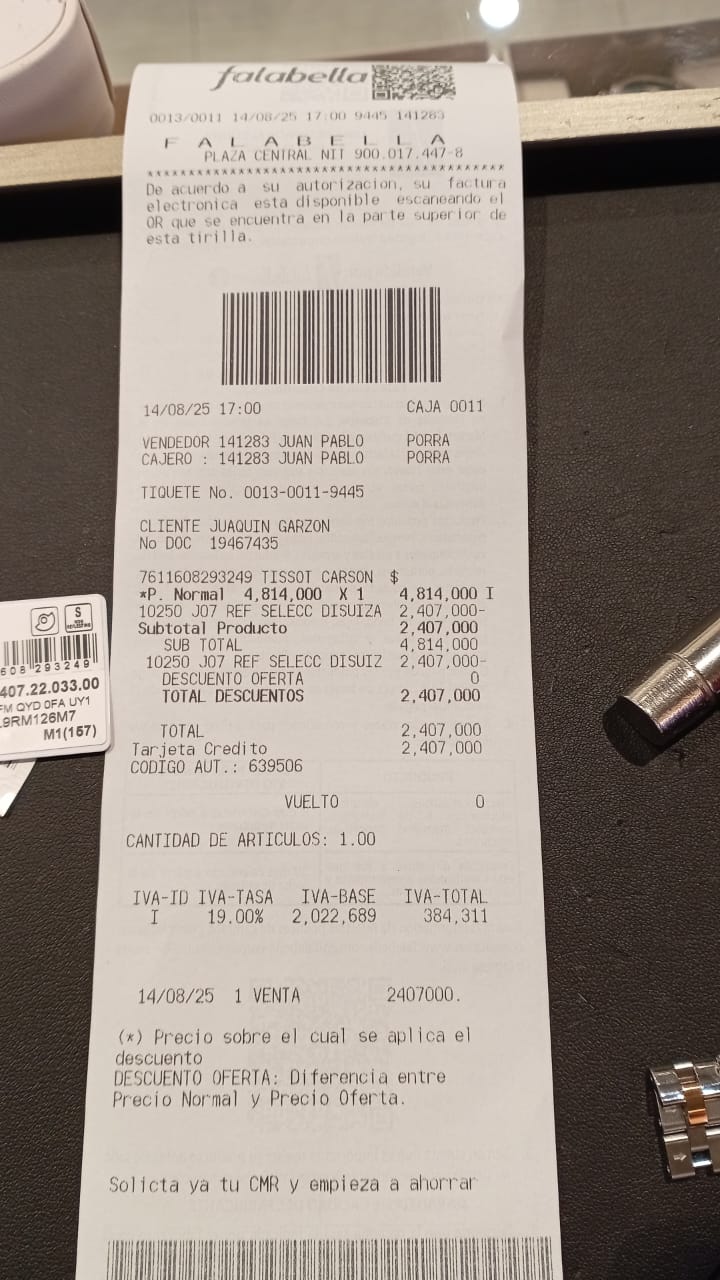 falabella
0013/0011 14/08/25 17:00 9445 141283
F A L A B E L L A
PLAZA CENTRAL NIT 900.017.447-8
De acuerdo a su autorizacion, su factura
electronica esta disponible escaneando el
QR que se encuentra en la parte superior de
esta tirilla.
14/08/25 17:00 CAJA 0011
VENDEDOR 141283 JUAN PABLO PORRA
CAJERO : 141283 JUAN PABLO PORRA
TIQUETE No. 0013-0011-9445
CLIENTE JUAQUIN GARZON
No DOC 19467435
7611608293249 TISSOT CARSON $
*P. Normal 4,814,000 X 1 4,814,000 I
10250 J07 REF SELECC DISUIZA 2,407,000-
Subtotal Producto 2,407,000
SUB TOTAL 4,814,000
10250 J07 REF SELECC DISUIZ 2,407,000-
DESCUENTO OFERTA 0
TOTAL DESCUENTOS 2,407,000
TOTAL 2,407,000
Tarjeta Credito 2,407,000
CODIGO AUT.: 639506
VUELTO 0
CANTIDAD DE ARTICULOS: 1.00
IVA-ID IVA-TASA IVA-BASE IVA-TOTAL
I 19.00% 2,022,689 384,311
14/08/25 1 VENTA 2407000.
(*) Precio sobre el cual se aplica el
descuento
DESCUENTO OFERTA: Diferencia entre
Precio Normal y Precio Oferta.
Solicta ya tu CMR y empieza a ahorrar
S
608 293249
407.22.033.00
FM QYD 0FA UY1
L9RM126M7
M1(157)